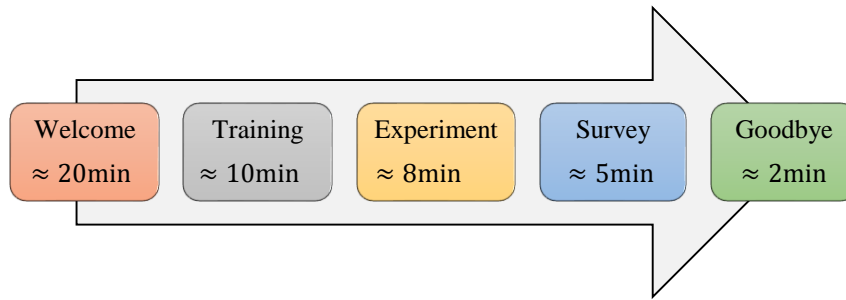 Welcome
≈ 20min
Training
≈ 10min
Experiment
≈ 8min
Survey
≈ 5min
Goodbye
≈ 2min